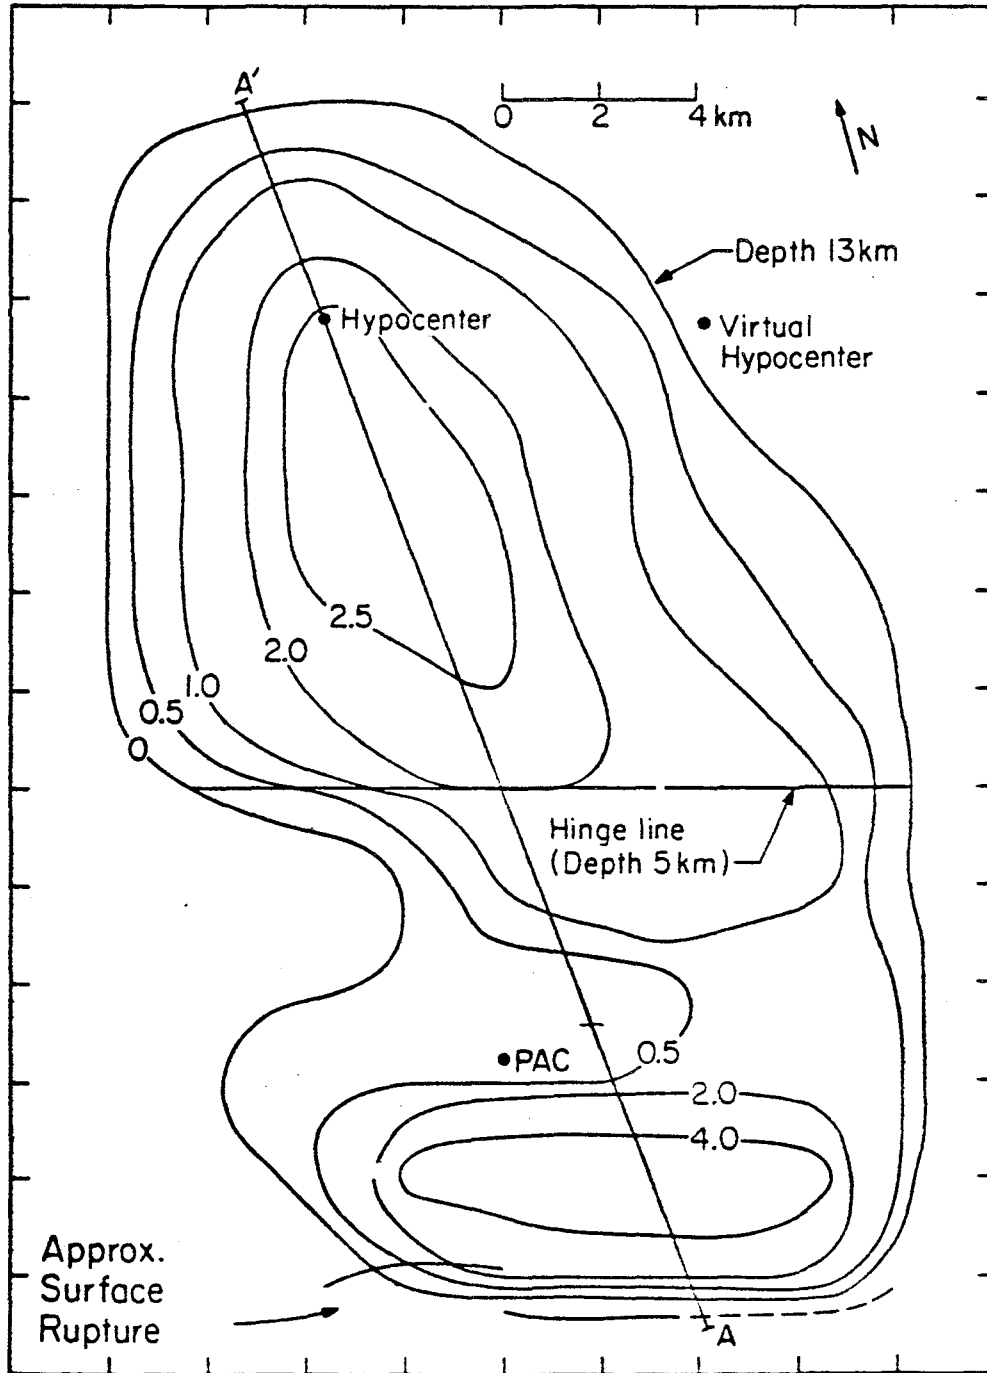 A'
0 2 4 km
N
Depth 13km
Hypocenter
Virtual
Hypocenter
2.5
2.0
1.0
0.5
0
Hinge line
(Depth 5km)
PAC
0.5
2.0
4.0
Approx.
Surface
Rupture
A